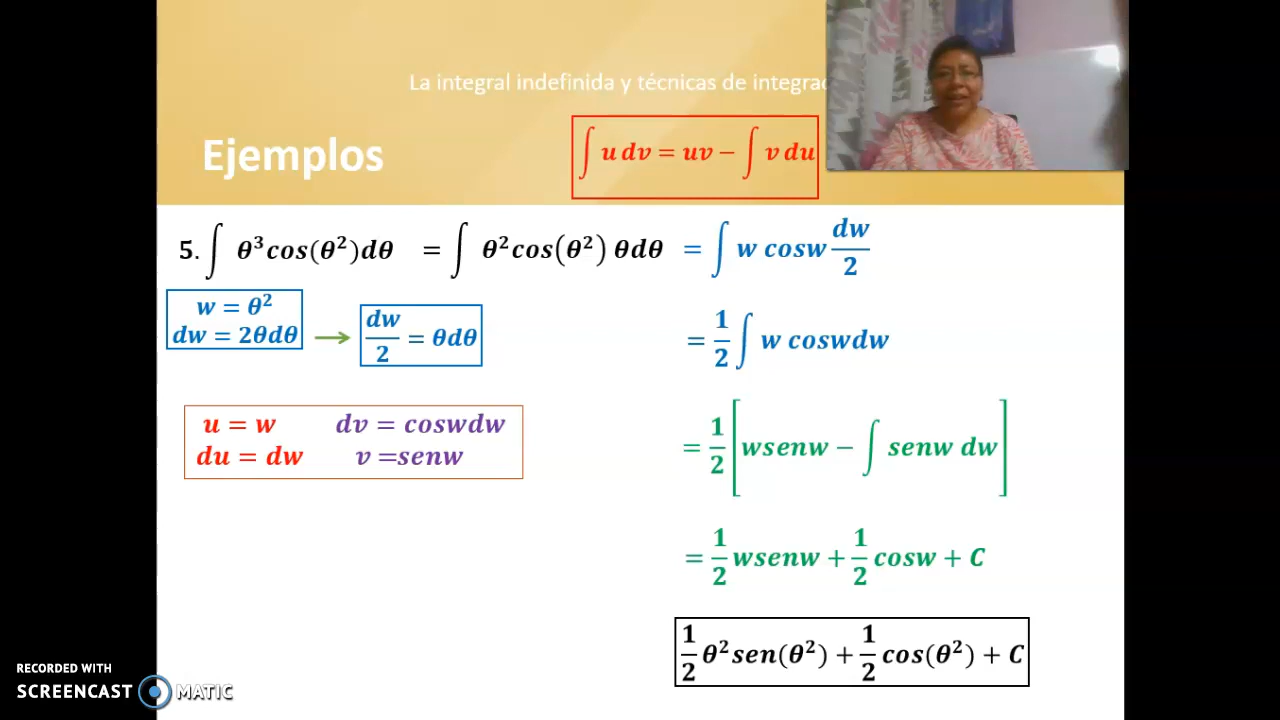 La integral indefinida y técnicas de
Ejemplos
∫ u dv = uv − ∫ v du
5. ∫ θ³cos(θ²)dθ = ∫ θ²cos(θ²) θdθ = ∫ w cosw dw/2
w = θ²
dw = 2θdθ → dw/2 = θdθ
= 1/2 ∫ w coswdw
u = w dv = coswdw
du = dw v =senw
= 1/2 [wsenw − ∫ senw dw]
= 1/2 wsenw + 1/2 cosw + C
1/2 θ²sen(θ²) + 1/2 cos(θ²) + C
RECORDED WITH
SCREENCAST MATIC